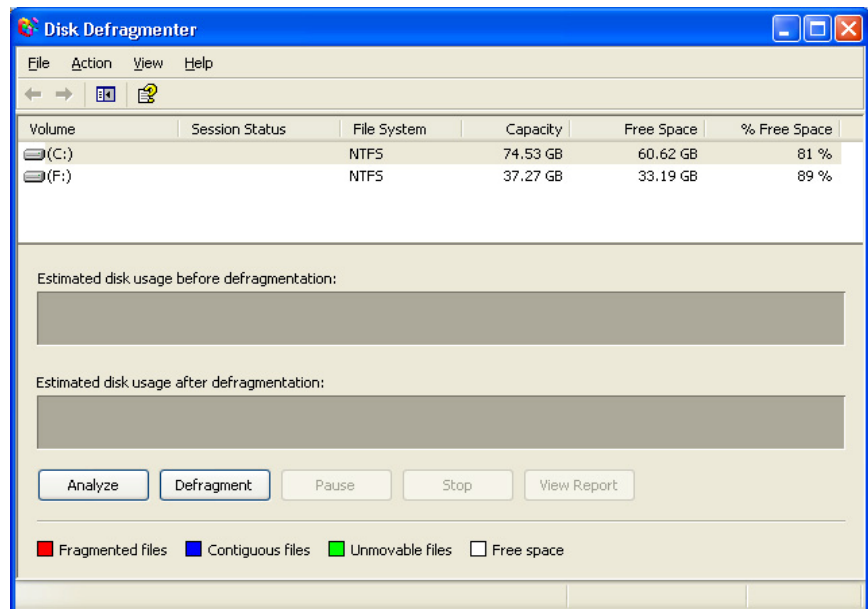 Disk Defragmenter
File Action View Help
Volume Session Status File System Capacity Free Space % Free Space
(C:) NTFS 74.53 GB 60.62 GB 81 %
(F:) NTFS 37.27 GB 33.19 GB 89 %
Estimated disk usage before defragmentation:
Estimated disk usage after defragmentation:
Analyze Defragment Pause Stop View Report
Fragmented files Contiguous files Unmovable files Free space